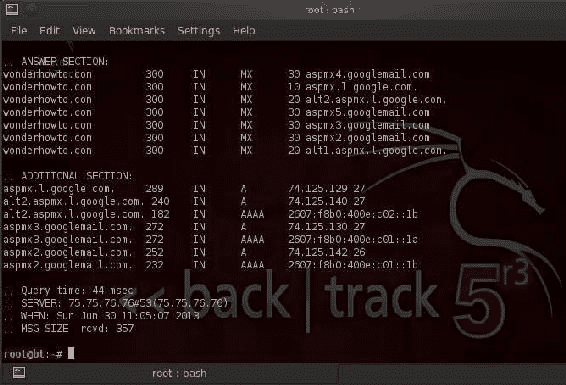 root : bash
File Edit View Bookmarks Settings Help
;; ANSWER SECTION:
wonderhowto.com. 300 IN MX 30 aspmx4.googlemail.com.
wonderhowto.com. 300 IN MX 10 aspmx.l.google.com.
wonderhowto.com. 300 IN MX 20 alt2.aspmx.l.google.com.
wonderhowto.com. 300 IN MX 30 aspmx5.googlemail.com.
wonderhowto.com. 300 IN MX 30 aspmx3.googlemail.com.
wonderhowto.com. 300 IN MX 30 aspmx2.googlemail.com.
wonderhowto.com. 300 IN MX 20 alt1.aspmx.l.google.com.
;; ADDITIONAL SECTION:
aspmx.l.google.com. 289 IN A 74.125.129.27
alt2.aspmx.l.google.com. 240 IN A 74.125.140.27
alt2.aspmx.l.google.com. 182 IN AAAA 2607:f8b0:400e:c02::1b
aspmx3.googlemail.com. 272 IN A 74.125.130.27
aspmx3.googlemail.com. 272 IN AAAA 2607:f8b0:400e:c01::1a
aspmx2.googlemail.com. 252 IN A 74.125.142.26
aspmx2.googlemail.com. 232 IN AAAA 2607:f8b0:400e:c01::1b
;; Query time: 44 msec
;; SERVER: 75.75.75.76#53(75.75.75.76)
;; WHEN: Sun Jun 30 11:05:07 2013
;; MSG SIZE rcvd: 357
<< back | track 5 r3
root@bt:~#
root : bash